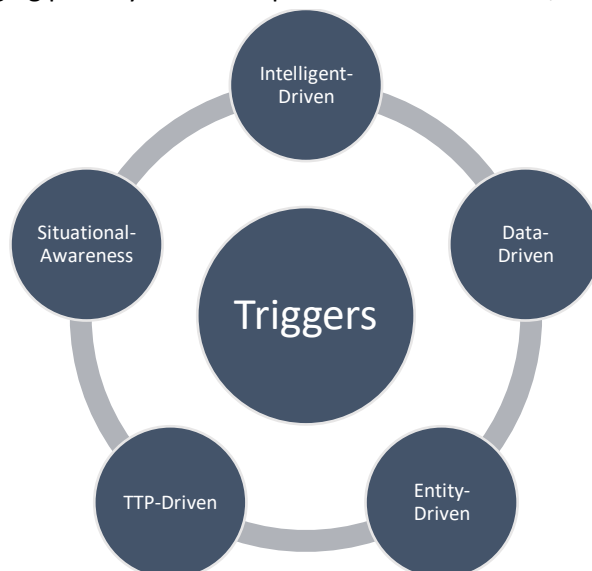 Intelligent-
Driven
Situational-
Awareness
Data-
Driven
Triggers
TTP-Driven
Entity-
Driven